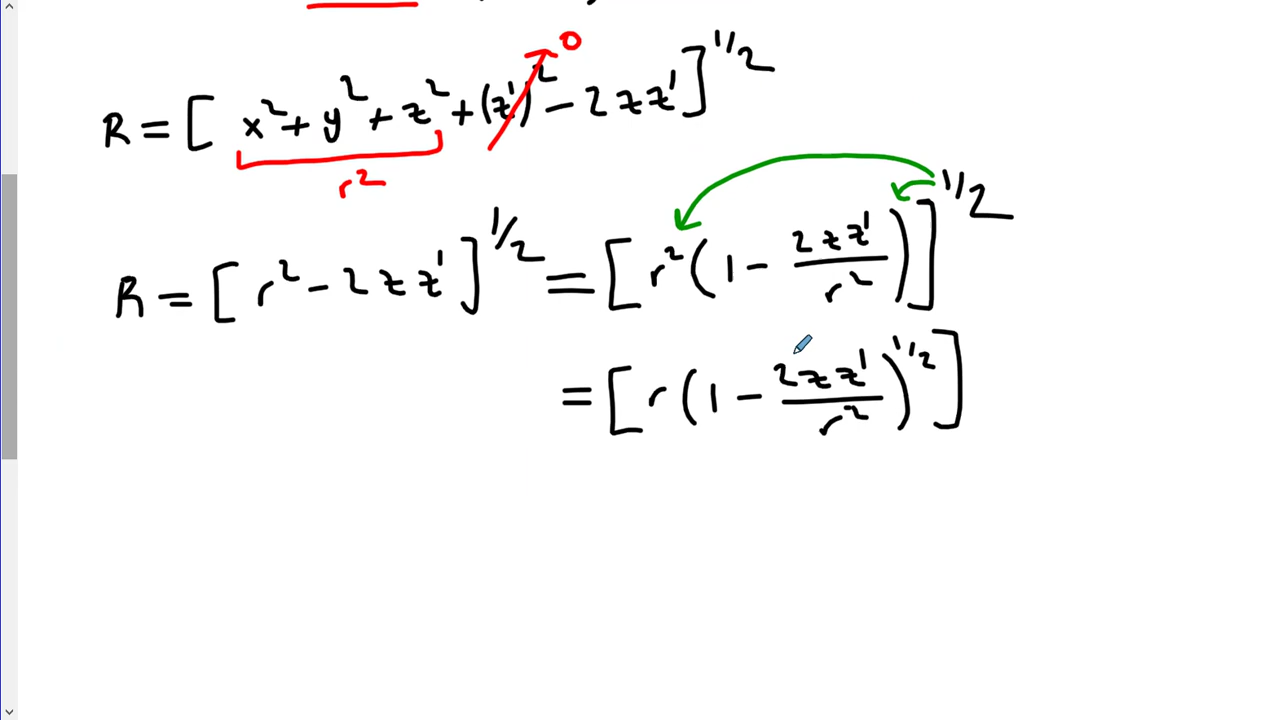 R = [ x² + y² + z² + (z')² − 2zz' ]^1/2
0
r²
R = [ r² − 2zz' ]^1/2 = [ r² ( 1 − 2zz'/r² ) ]^1/2
= [ r ( 1 − 2zz'/r² )^1/2 ]